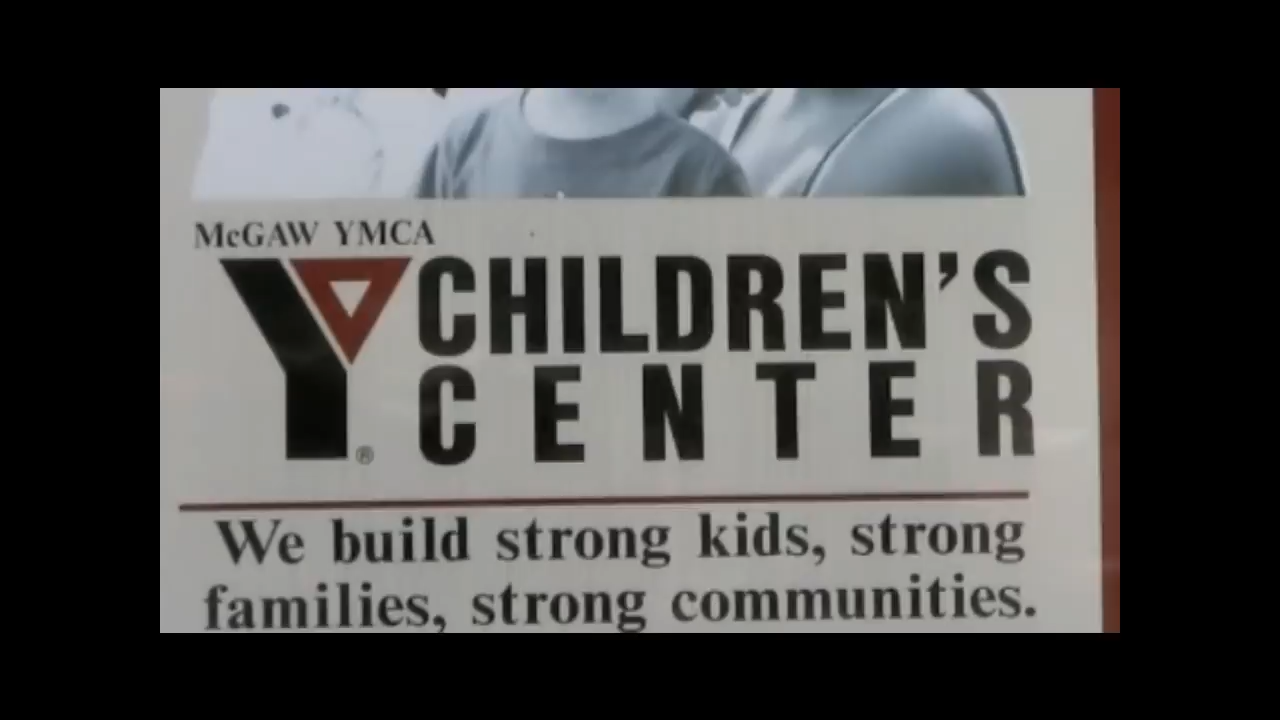 McGAW YMCA
Y® CHILDREN'S
CENTER
We build strong kids, strong
families, strong communities.